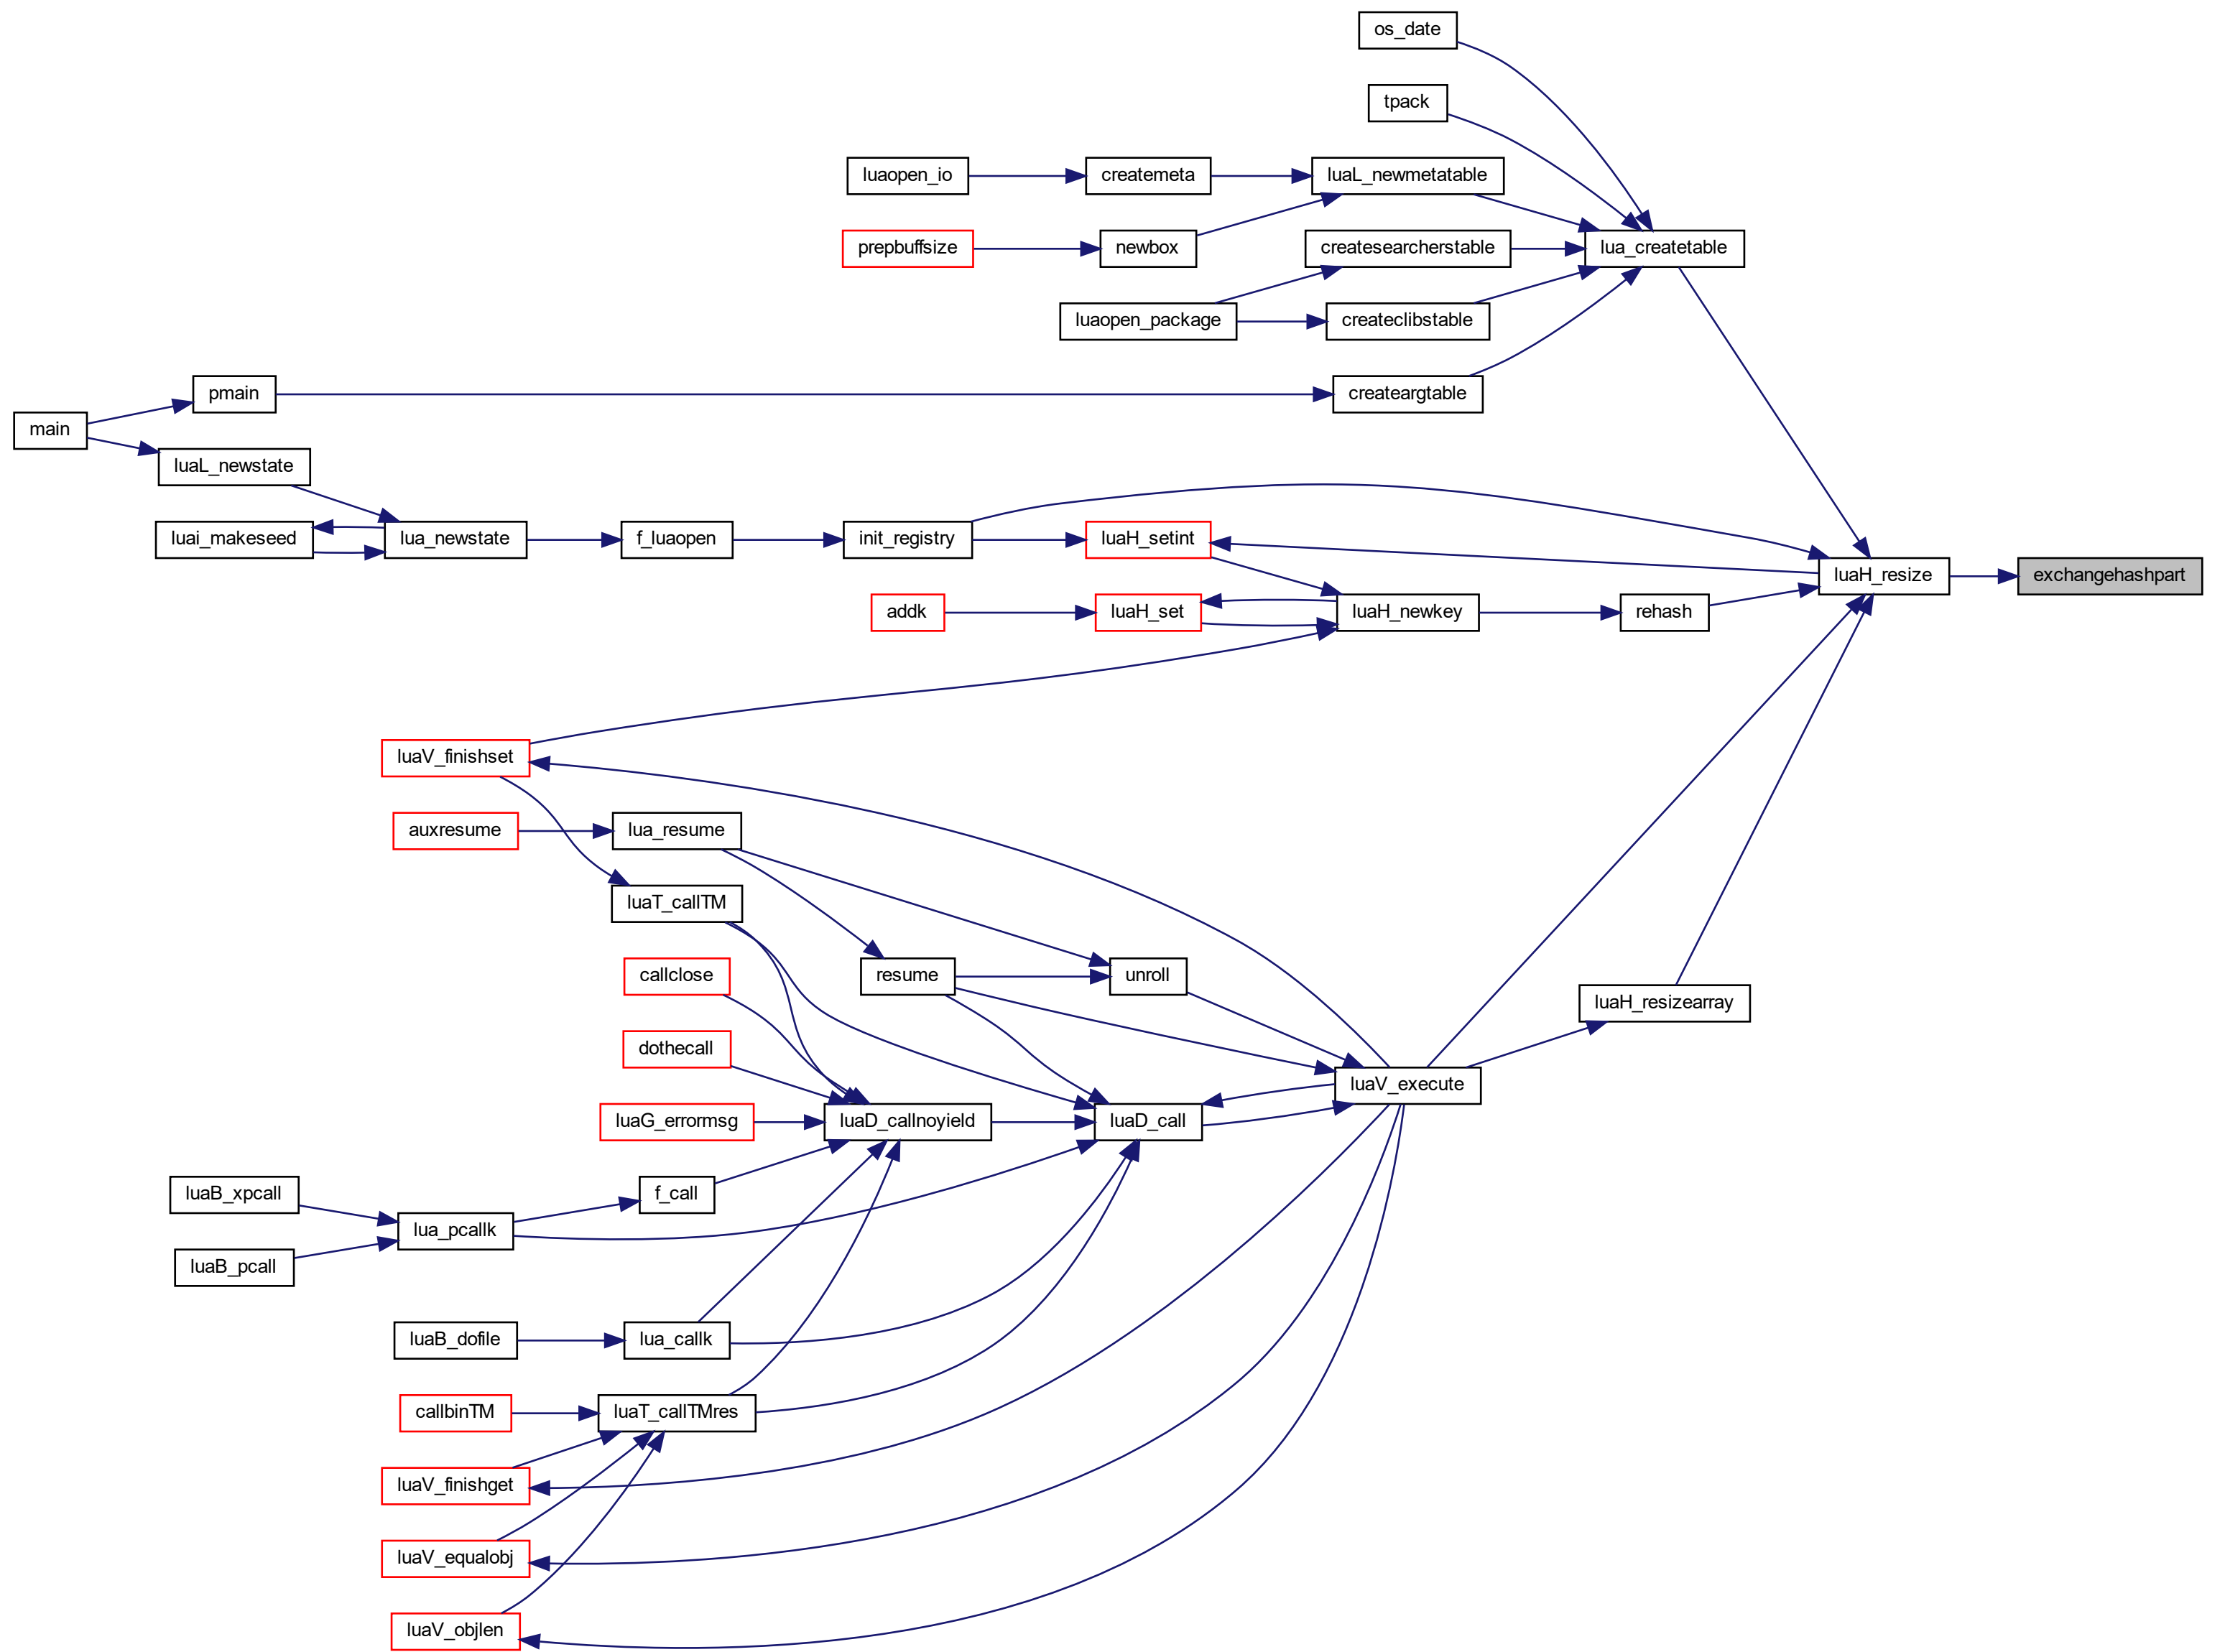 os_date
tpack
luaopen_io
createmeta
luaL_newmetatable
prepbuffsize
newbox
createsearcherstable
lua_createtable
luaopen_package
createclibstable
pmain
createargtable
main
luaL_newstate
luai_makeseed
lua_newstate
f_luaopen
init_registry
luaH_setint
luaH_resize
exchangehashpart
addk
luaH_set
luaH_newkey
rehash
luaV_finishset
auxresume
lua_resume
luaT_callTM
callclose
resume
unroll
luaH_resizearray
dothecall
luaV_execute
luaG_errormsg
luaD_callnoyield
luaD_call
luaB_xpcall
f_call
lua_pcallk
luaB_pcall
luaB_dofile
lua_callk
callbinTM
luaT_callTMres
luaV_finishget
luaV_equalobj
luaV_objlen